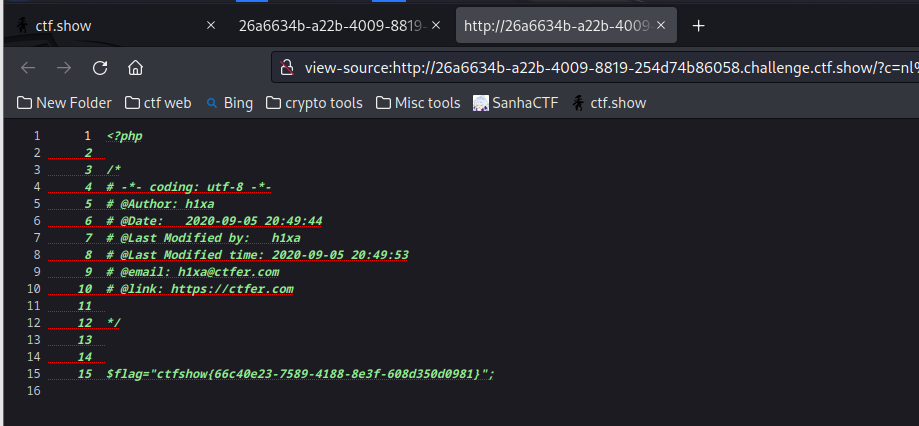 ctf.show
26a6634b-a22b-4009-8819-
http://26a6634b-a22b-4009
view-source:http://26a6634b-a22b-4009-8819-254d74b86058.challenge.ctf.show/?c=nl%
New Folder ctf web Bing crypto tools Misc tools SanhaCTF ctf.show
1 1 <?php
2 2
3 3 /*
4 4 # -*- coding: utf-8 -*-
5 5 # @Author: h1xa
6 6 # @Date:   2020-09-05 20:49:44
7 7 # @Last Modified by:   h1xa
8 8 # @Last Modified time: 2020-09-05 20:49:53
9 9 # @email: h1xa@ctfer.com
10 10 # @link: https://ctfer.com
11 11
12 12 */
13 13
14 14
15 15 $flag="ctfshow{66c40e23-7589-4188-8e3f-608d350d0981}";
16